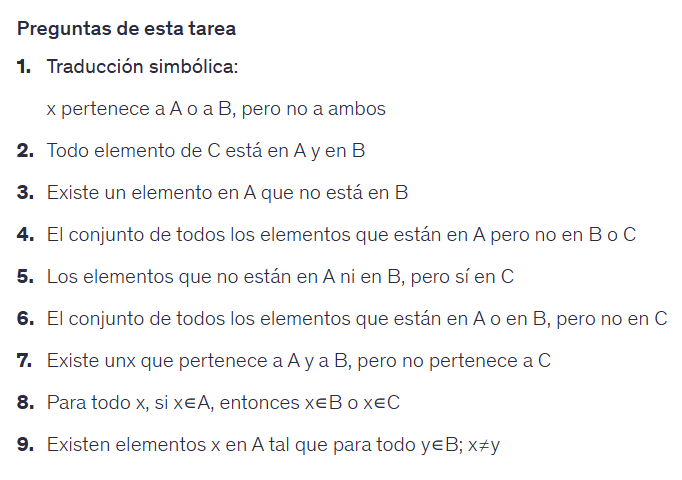 Preguntas de esta tarea
1. Traducción simbólica:
x pertenece a A o a B, pero no a ambos
2. Todo elemento de C está en A y en B
3. Existe un elemento en A que no está en B
4. El conjunto de todos los elementos que están en A pero no en B o C
5. Los elementos que no están en A ni en B, pero sí en C
6. El conjunto de todos los elementos que están en A o en B, pero no en C
7. Existe unx que pertenece a A y a B, pero no pertenece a C
8. Para todo x, si x∈A, entonces x∈B o x∈C
9. Existen elementos x en A tal que para todo y∈B; x≠y